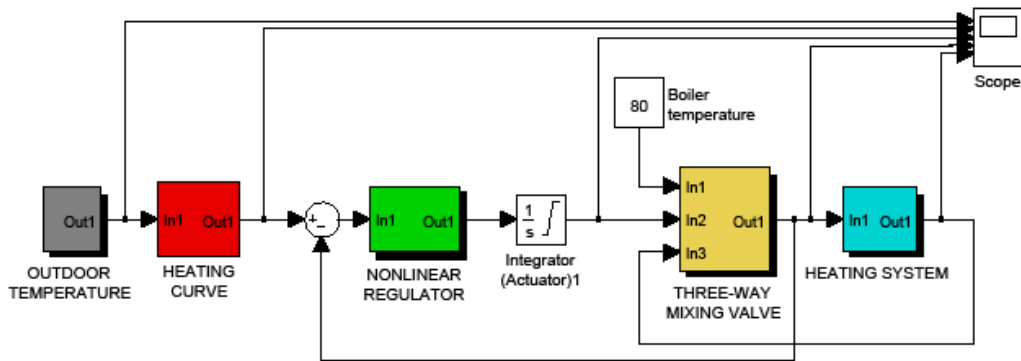 Scope
80
Boiler
temperature
Out1
OUTDOOR
TEMPERATURE
In1
Out1
HEATING
CURVE
+
−
In1
Out1
NONLINEAR
REGULATOR
1
s
Integrator
(Actuator)1
In1
In2
In3
Out1
THREE-WAY
MIXING VALVE
In1
Out1
HEATING SYSTEM